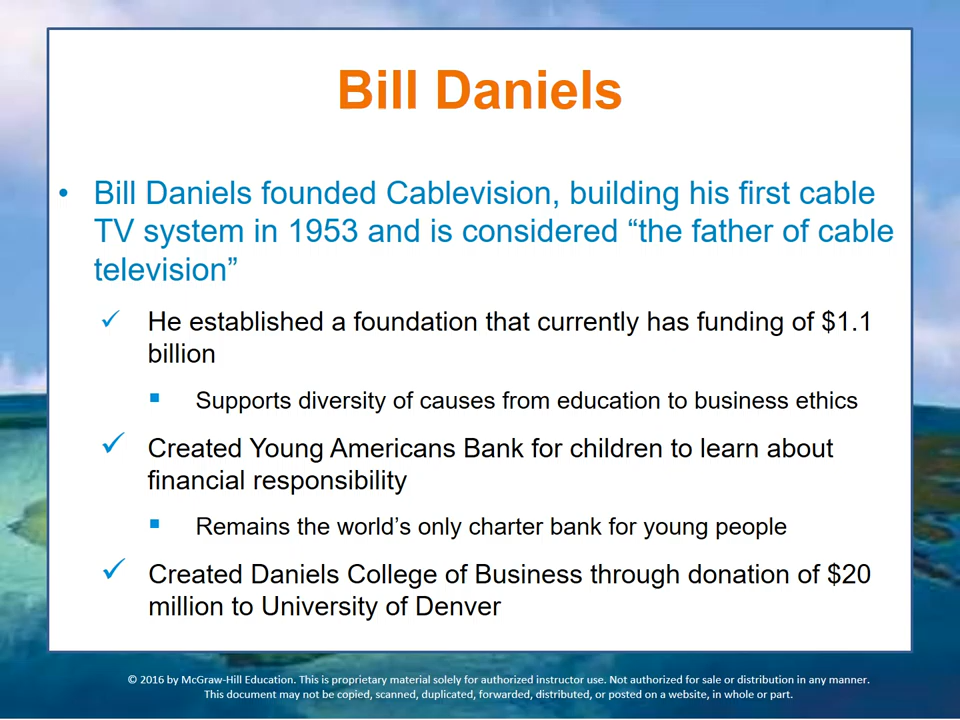 Bill Daniels
• Bill Daniels founded Cablevision, building his first cable
TV system in 1953 and is considered “the father of cable
television”
✓ He established a foundation that currently has funding of $1.1
billion
▪ Supports diversity of causes from education to business ethics
✓ Created Young Americans Bank for children to learn about
financial responsibility
▪ Remains the world’s only charter bank for young people
✓ Created Daniels College of Business through donation of $20
million to University of Denver
© 2016 by McGraw-Hill Education. This is proprietary material solely for authorized instructor use. Not authorized for sale or distribution in any manner.
This document may not be copied, scanned, duplicated, forwarded, distributed, or posted on a website, in whole or part.